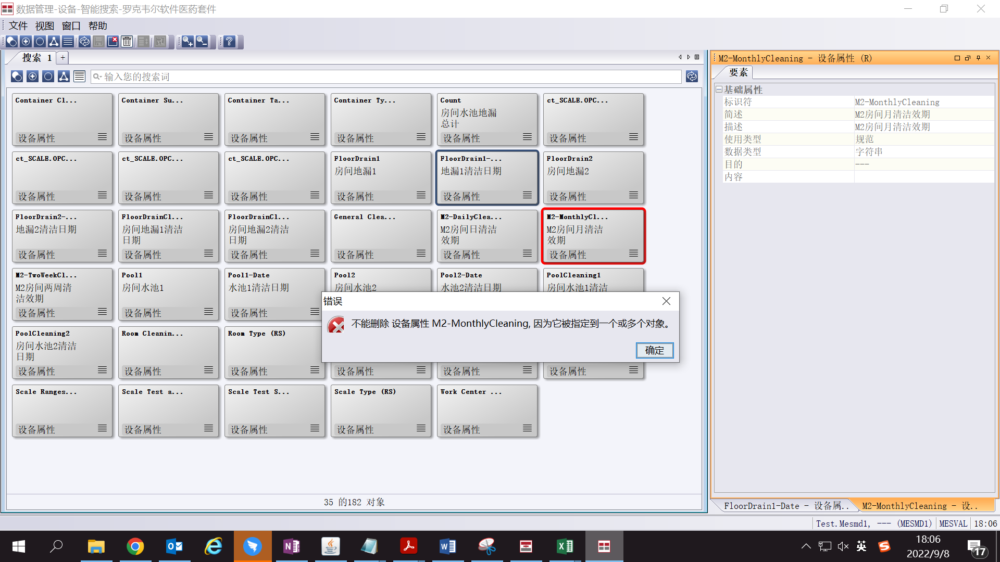 数据管理-设备-智能搜索-罗克韦尔软件医药套件
文件 视图 窗口 帮助
搜索 1 +
输入您的搜索词
Container Cl...
设备属性
Container Su...
设备属性
Container Ta...
设备属性
Container Ty...
设备属性
Count
房间水池地漏
总计
设备属性
ct_SCALE.OPC...
设备属性
ct_SCALE.OPC...
设备属性
ct_SCALE.OPC...
设备属性
ct_SCALE.OPC...
设备属性
FloorDrain1
房间地漏1
设备属性
FloorDrain1-...
地漏1清洁日期
设备属性
FloorDrain2
房间地漏2
设备属性
FloorDrain2-...
地漏2清洁日期
设备属性
FloorDrainCl...
房间地漏1清洁
日期
设备属性
FloorDrainCl...
房间地漏2清洁
日期
设备属性
General Clea...
设备属性
M2-DailyClea...
M2房间日清洁
效期
设备属性
M2-MonthlyCl...
M2房间月清洁
效期
设备属性
M2-TwoWeekCl...
M2房间两周清
洁效期
设备属性
Pool1
房间水池1
设备属性
Pool1-Date
水池1清洁日期
设备属性
Pool2
房间水池2
Pool2-Date
水池2清洁日期
PoolCleaning1
房间水池1清洁
PoolCleaning2
房间水池2清洁
日期
设备属性
Room Cleanin...
设备属性
Room Type (RS)
设备属性
设备属性
设备属性
设备属性
Scale Ranges...
设备属性
Scale Test a...
设备属性
Scale Test S...
设备属性
Scale Type (RS)
设备属性
Work Center ...
设备属性
35 的182 对象
错误
不能删除 设备属性 M2-MonthlyCleaning, 因为它被指定到一个或多个对象。
确定
M2-MonthlyCleaning - 设备属性 (R)
要素
基础属性
标识符 M2-MonthlyCleaning
简述 M2房间月清洁效期
描述 M2房间月清洁效期
使用类型 规范
数据类型 字符串
目的 ---
内容
FloorDrain1-Date - 设备属.. M2-MonthlyCleaning - 设..
Test.Mesmd1, --- (MESMD1) MESVAL 18:06
英
18:06
2022/9/8
17